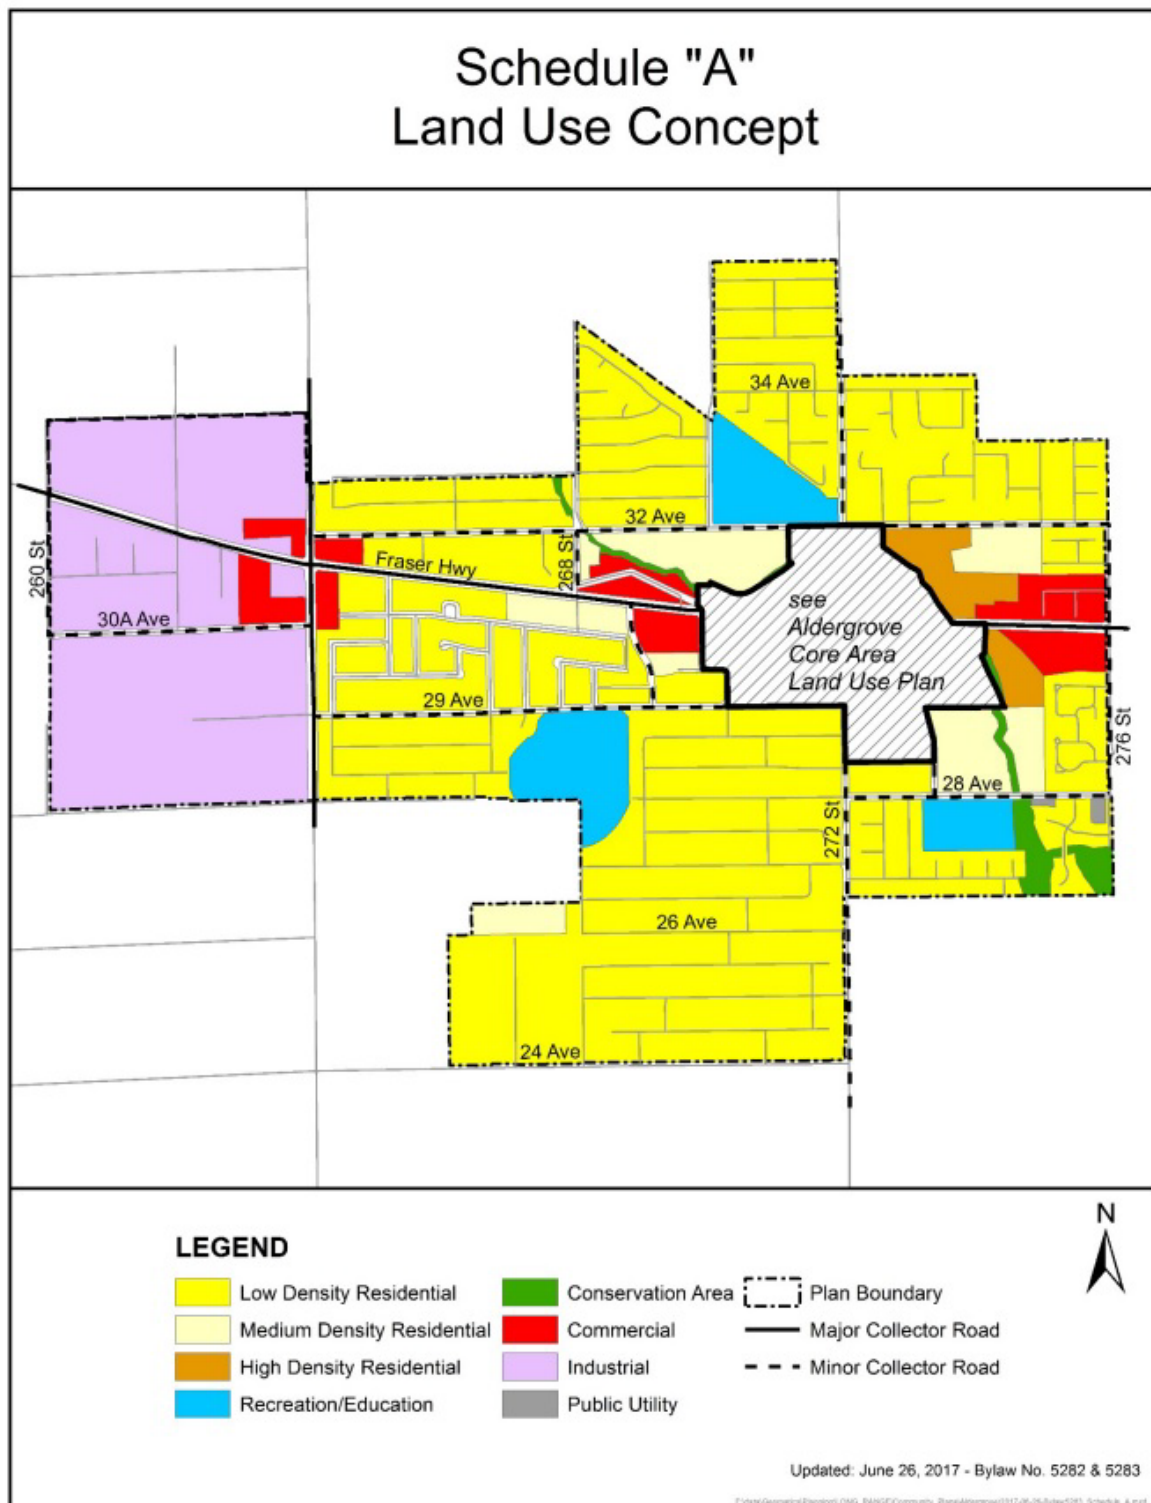 Schedule "A"
Land Use Concept
34 Ave
32 Ave
260 St
268 St
Fraser Hwy
30A Ave
see
Aldergrove
Core Area
Land Use Plan
29 Ave
276 St
28 Ave
272 St
26 Ave
24 Ave
N
LEGEND
Low Density Residential
Conservation Area
Plan Boundary
Medium Density Residential
Commercial
Major Collector Road
High Density Residential
Industrial
Minor Collector Road
Recreation/Education
Public Utility
Updated: June 26, 2017 - Bylaw No. 5282 & 5283